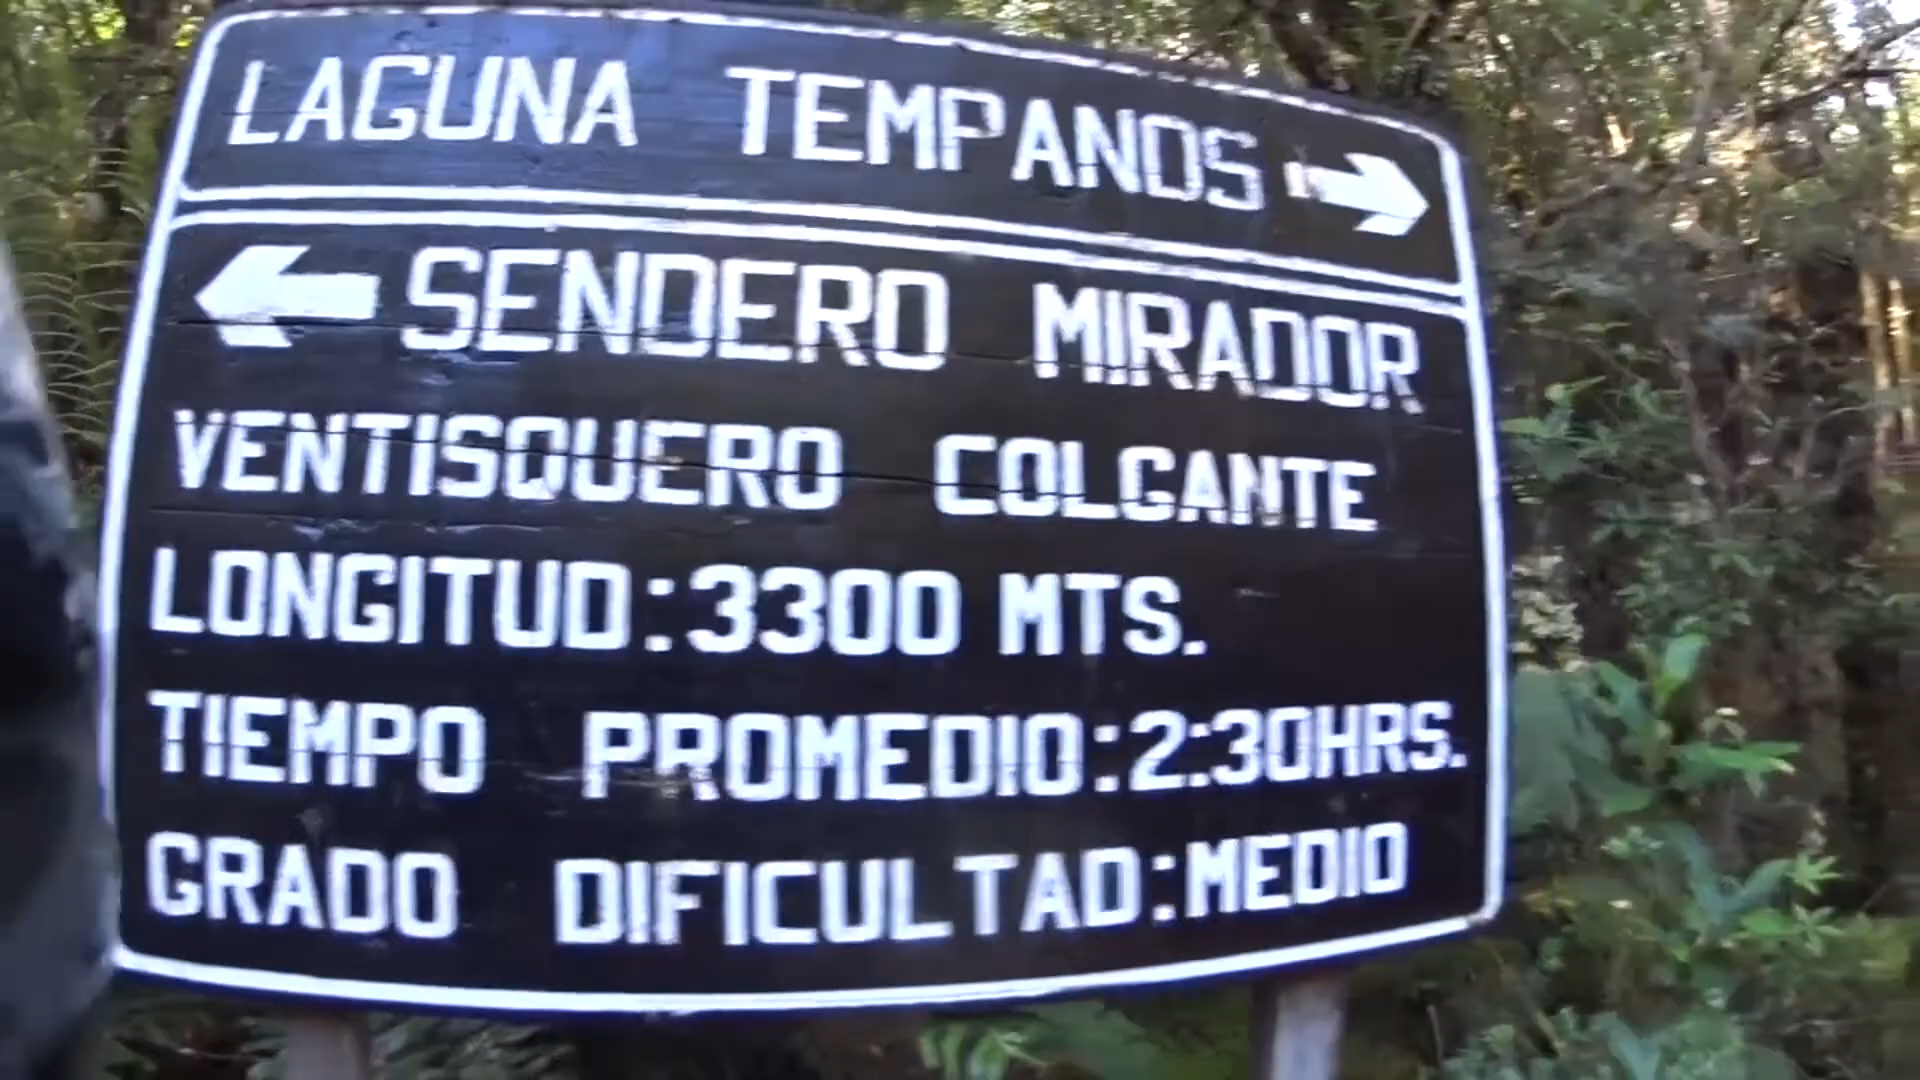 LAGUNA TEMPANOS
SENDERO MIRADOR
VENTISQUERO COLGANTE
LONGITUD:3300 MTS.
TIEMPO PROMEDIO:2:30HRS.
GRADO DIFICULTAD:MEDIO